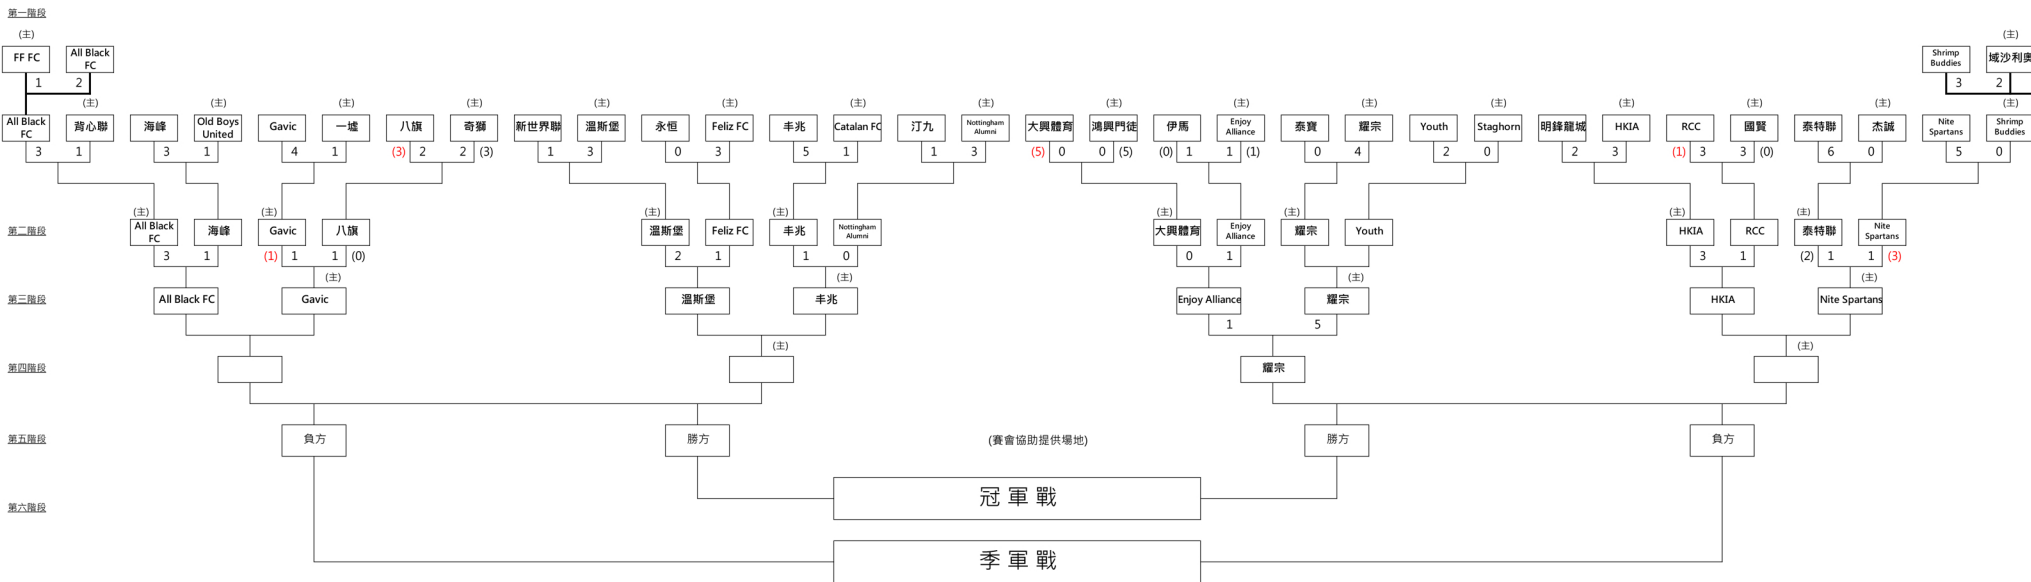 第一階段
(主) (主)
FF FC All Black FC Shrimp Buddies 域沙利奧
1 2 3 2
(主) (主) (主) (主) (主) (主) (主) (主) (主) (主) (主) (主) (主) (主) (主) (主)
All Black FC 背心聯 海峰 Old Boys United Gavic 一墟 八旗 奇獅 新世界聯 溫斯堡 永恒 Feliz FC 丰兆 Catalan FC 汀九 Nottingham Alumni 大興體育 鴻興門徒 伊馬 Enjoy Alliance 泰寶 耀宗 Youth Staghorn 明鋒龍城 HKIA RCC 國賢 泰特聯 杰誠 Nite Spartans Shrimp Buddies
3 1 3 1 4 1 (3) 2 2 (3) 1 3 0 3 5 1 1 3 (5) 0 0 (5) (0) 1 1 (1) 0 4 2 0 2 3 (1) 3 3 (0) 6 0 5 0
(主) (主) (主) (主) (主) (主) (主) (主)
第二階段 All Black FC 海峰 Gavic 八旗 溫斯堡 Feliz FC 丰兆 Nottingham Alumni 大興體育 Enjoy Alliance 耀宗 Youth HKIA RCC 泰特聯 Nite Spartans
3 1 (1) 1 1 (0) 2 1 1 0 0 1 3 1 (2) 1 1 (3)
(主) (主) (主) (主)
第三階段 All Black FC Gavic 溫斯堡 丰兆 Enjoy Alliance 耀宗 HKIA Nite Spartans
1 5
(主) (主)
第四階段 耀宗
第五階段 負方 勝方 (賽會協助提供場地) 勝方 負方
第六階段 冠軍戰
季軍戰